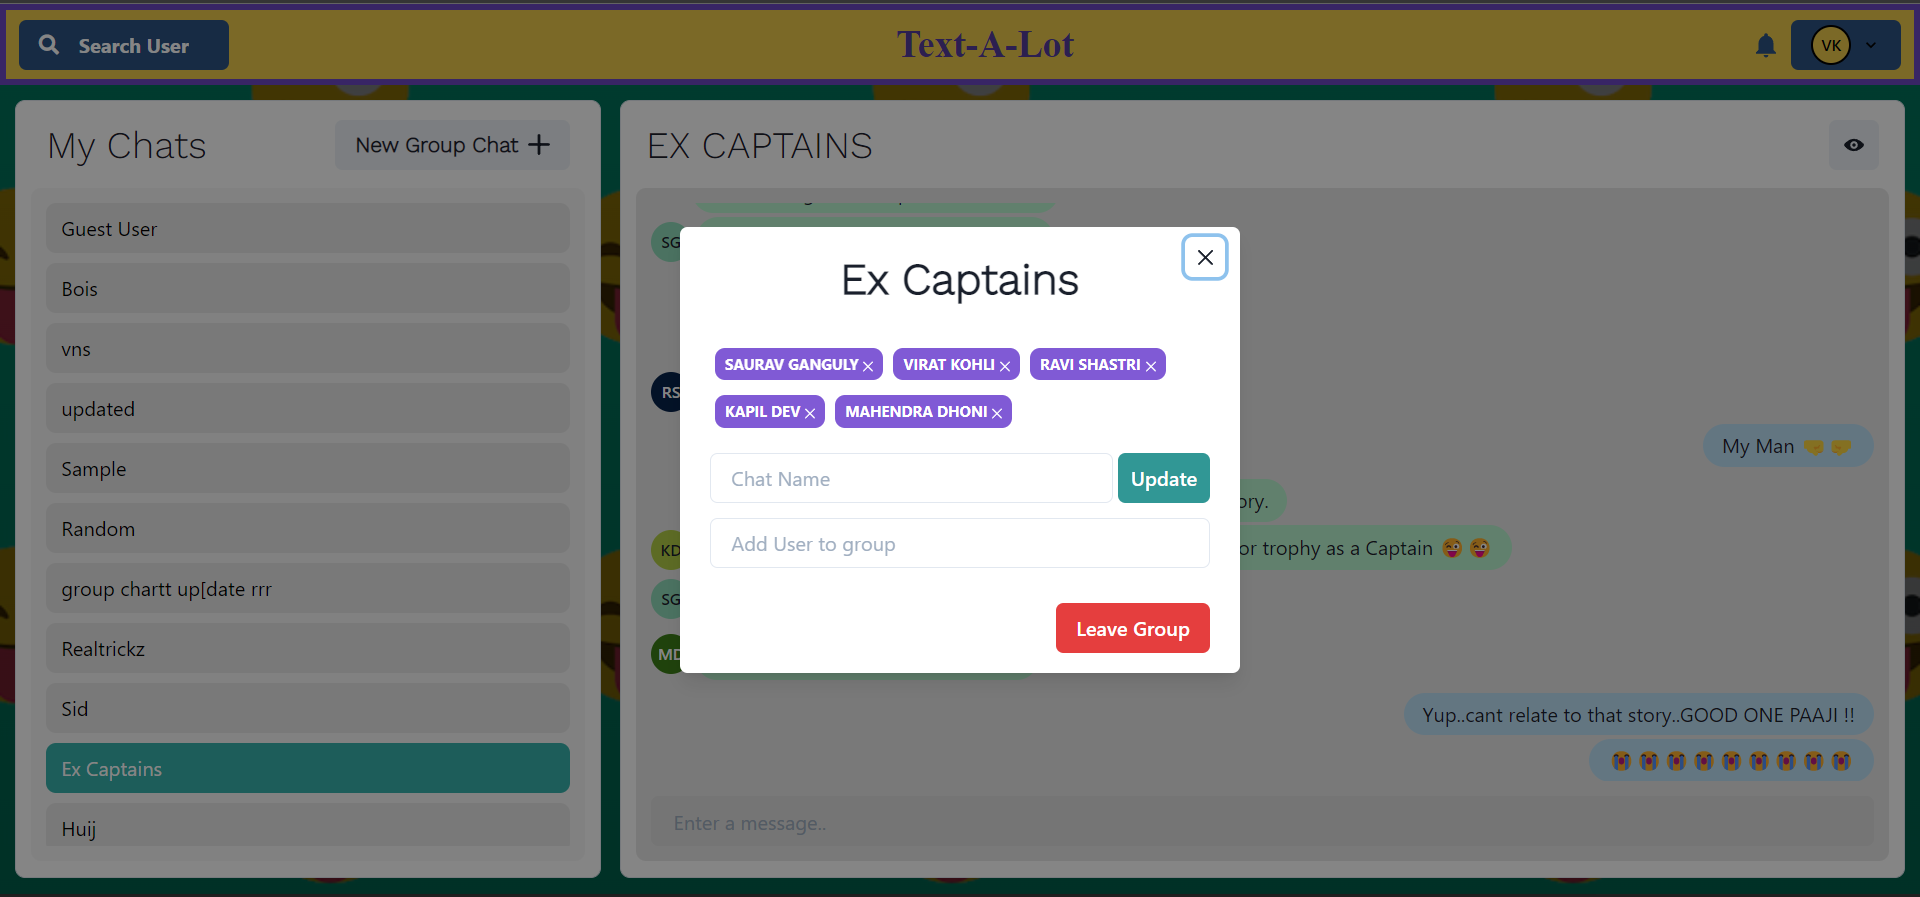 Search User
Text-A-Lot
VK
My Chats
New Group Chat
Guest User
Bois
vns
updated
Sample
Random
group chartt up[date rrr
Realtrickz
Sid
Ex Captains
Huij
EX CAPTAINS
SG
RS
My Man
ory.
KD
or trophy as a Captain
SG
MD
Yup..cant relate to that story..GOOD ONE PAAJI !!
Enter a message..
Ex Captains
SAURAV GANGULY VIRAT KOHLI RAVI SHASTRI
KAPIL DEV MAHENDRA DHONI
Chat Name
Update
Add User to group
Leave Group